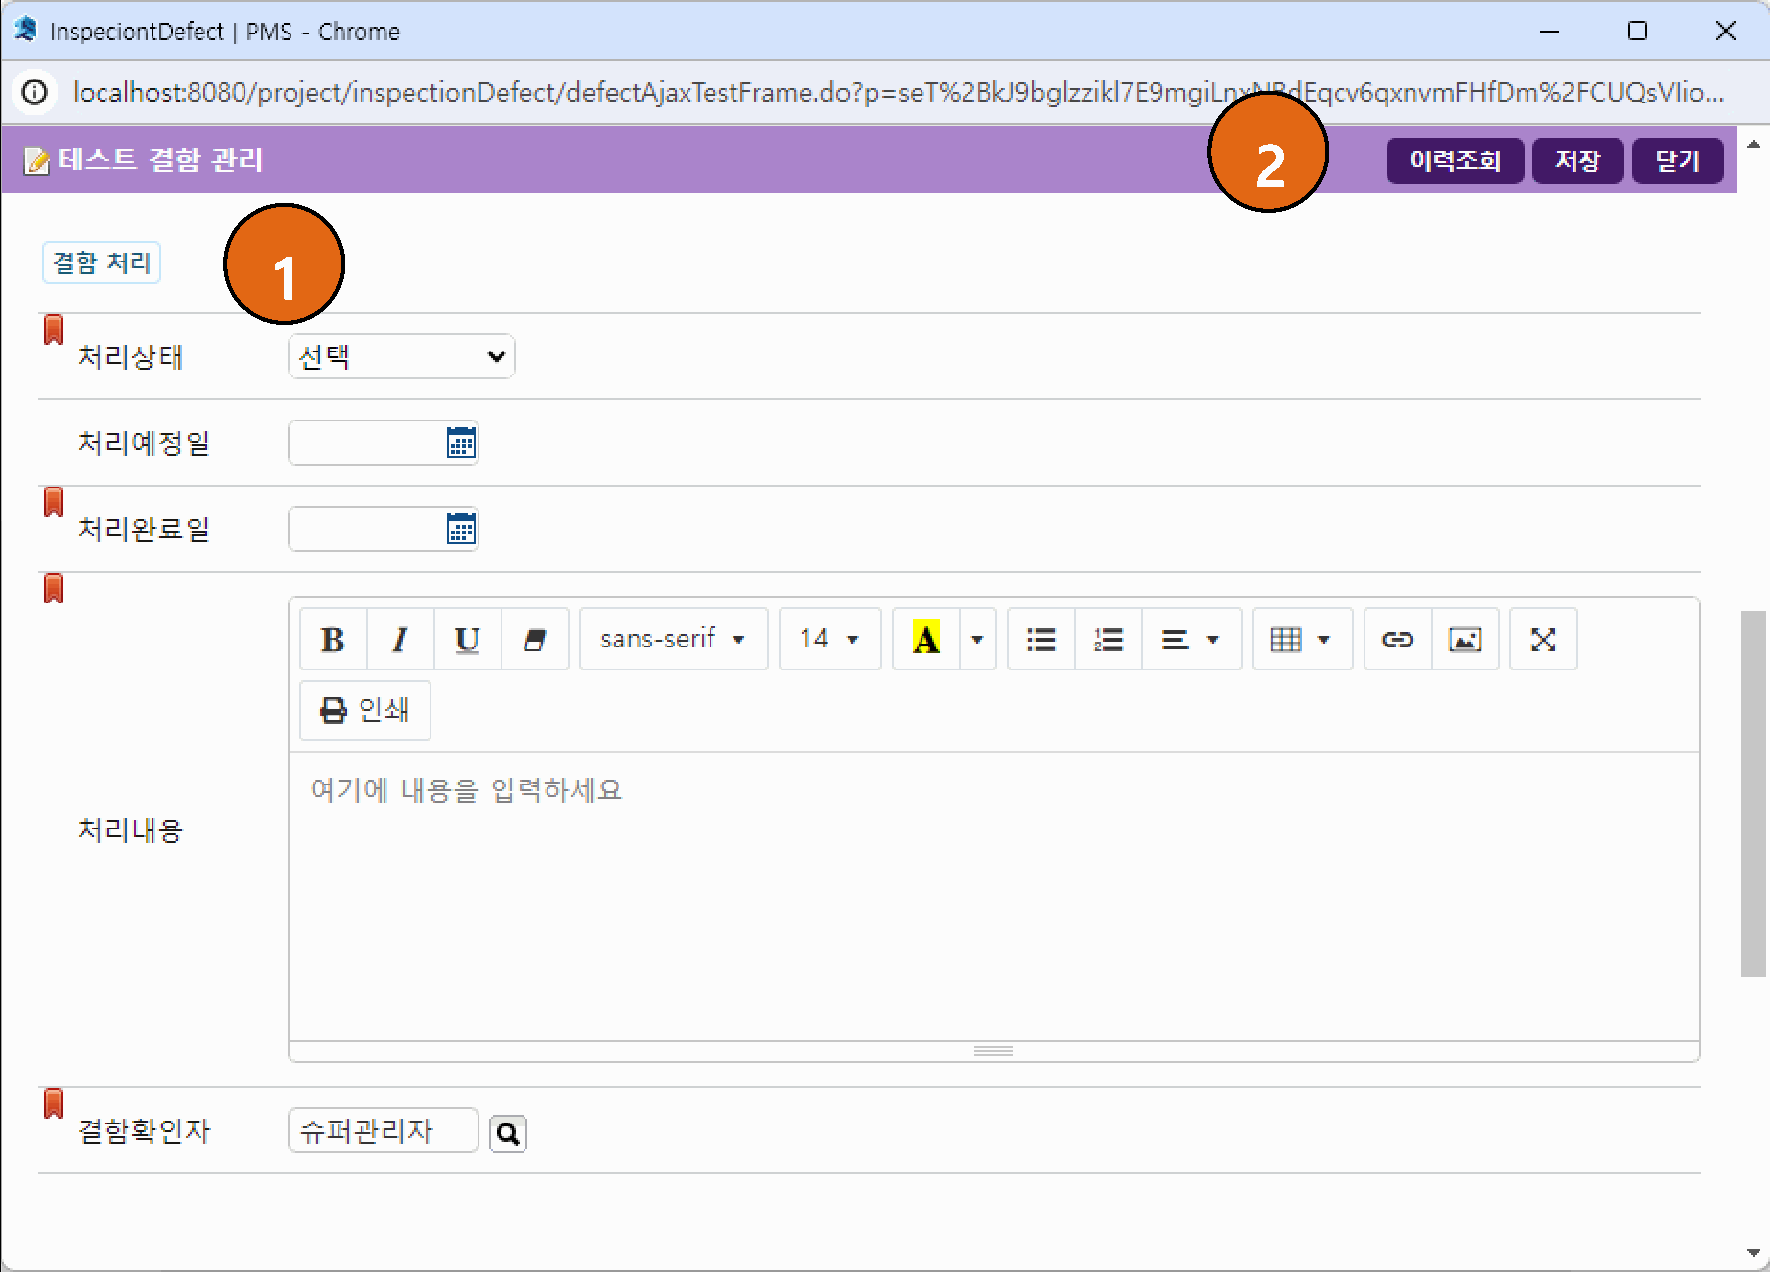 InspeciontDefect | PMS - Chrome
localhost:8080/project/inspectionDefect/defectAjaxTestFrame.do?p=seT%2BkJ9bglzzikl7E9mgiLnxNBdEqcv6qxnvmFHfDm%2FCUQsVIio...
테스트 결함 관리
2
이력조회 저장 닫기
결함 처리
1
처리상태 선택
처리예정일
처리완료일
B I U sans-serif 14 A
인쇄
여기에 내용을 입력하세요
처리내용
결함확인자 슈퍼관리자